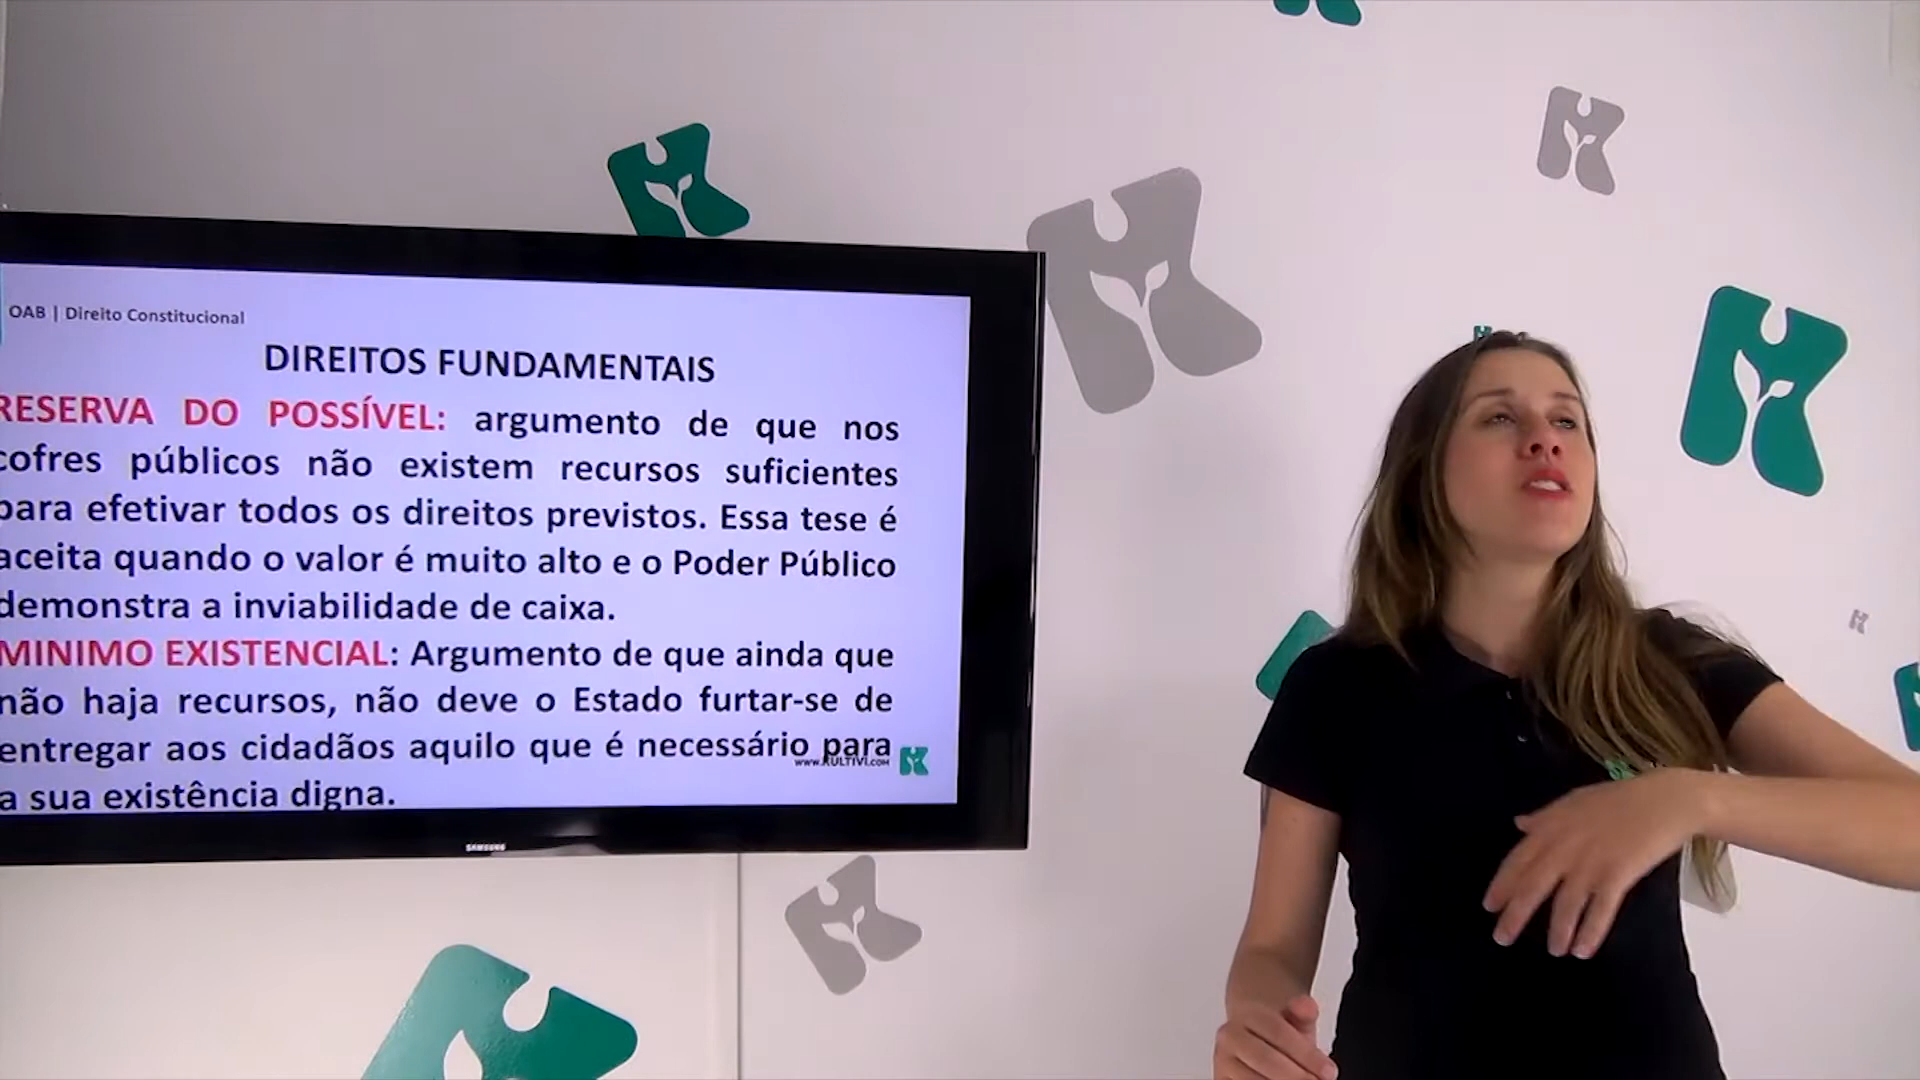 OAB | Direito Constitucional
DIREITOS FUNDAMENTAIS
RESERVA DO POSSÍVEL: argumento de que nos
cofres públicos não existem recursos suficientes
para efetivar todos os direitos previstos. Essa tese é
aceita quando o valor é muito alto e o Poder Público
demonstra a inviabilidade de caixa.
MINIMO EXISTENCIAL: Argumento de que ainda que
não haja recursos, não deve o Estado furtar-se de
entregar aos cidadãos aquilo que é necessário para
www.KULTIVI.COM
a sua existência digna.
SAMSUNG